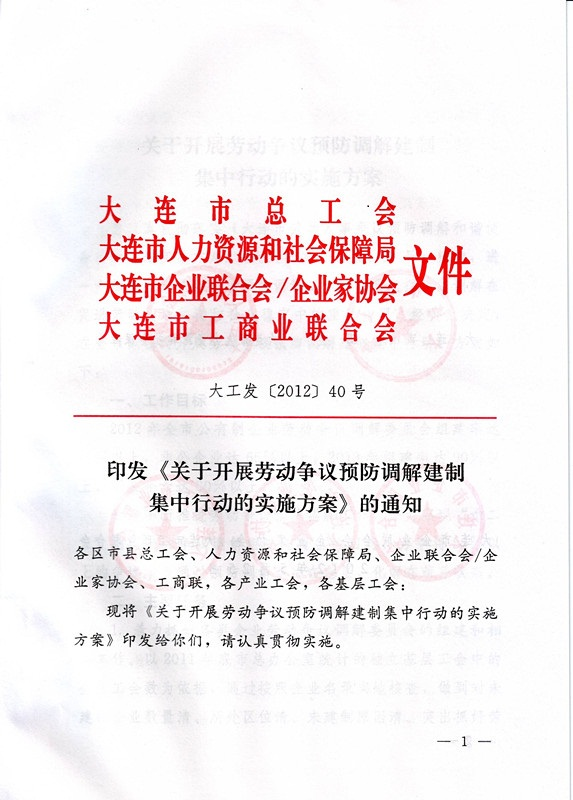 大连市总工会
大连市人力资源和社会保障局
大连市企业联合会/企业家协会
大连市工商业联合会
文件
大工发〔2012〕40号
印发《关于开展劳动争议预防调解建制
集中行动的实施方案》的通知
各区市县总工会、人力资源和社会保障局、企业联合会/企
业家协会、工商联，各产业工会，各基层工会：
现将《关于开展劳动争议预防调解建制集中行动的实施
方案》印发给你们，请认真贯彻实施。
— 1 —